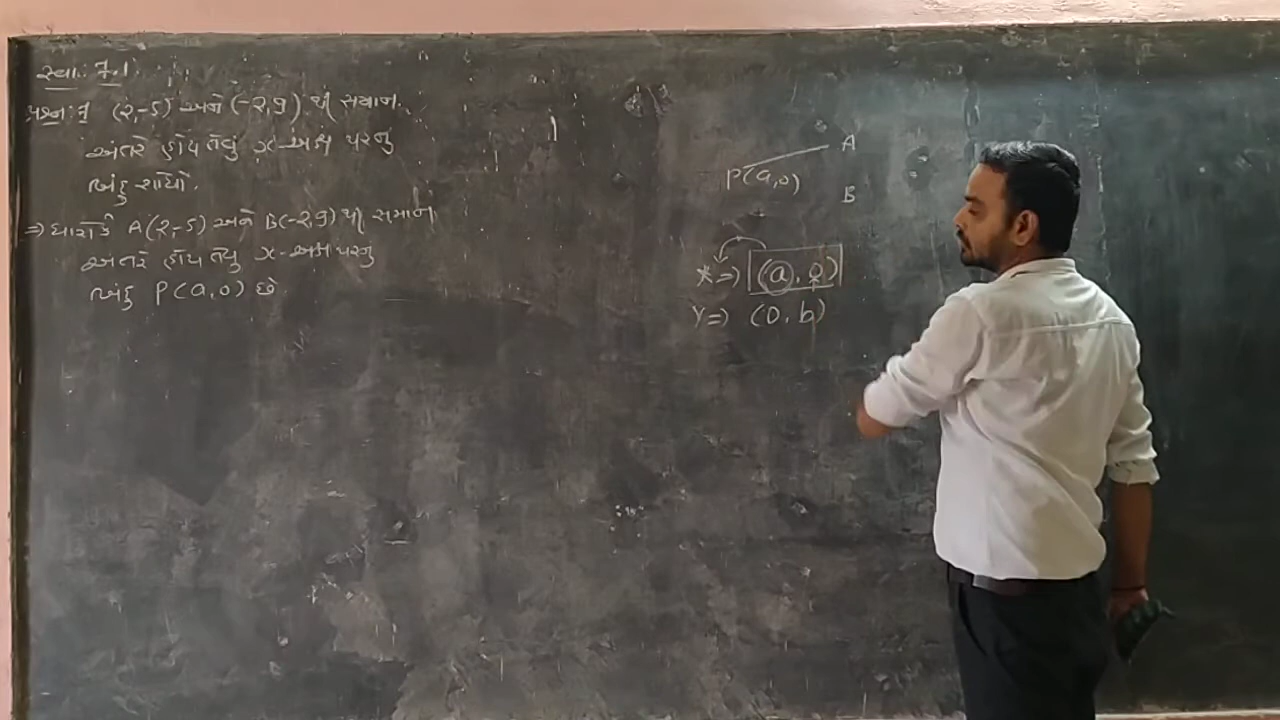 સ્વા. 7.1
પ્રશ્ન: 7 (2,-5) અને (-2,9) થી સમાન
અંતરે હોય તેવું x-અક્ષ પરનું
બિંદુ શોધો.
⇒ ધારોકે A(2,-5) અને B(-2,9) થી સમાન
અંતરે હોય તેવુ x-અક્ષ પરનુ
બિંદુ P(a,0) છે
A
P(a,0)
B
X⇒ (a,0)
Y⇒ (0,b)